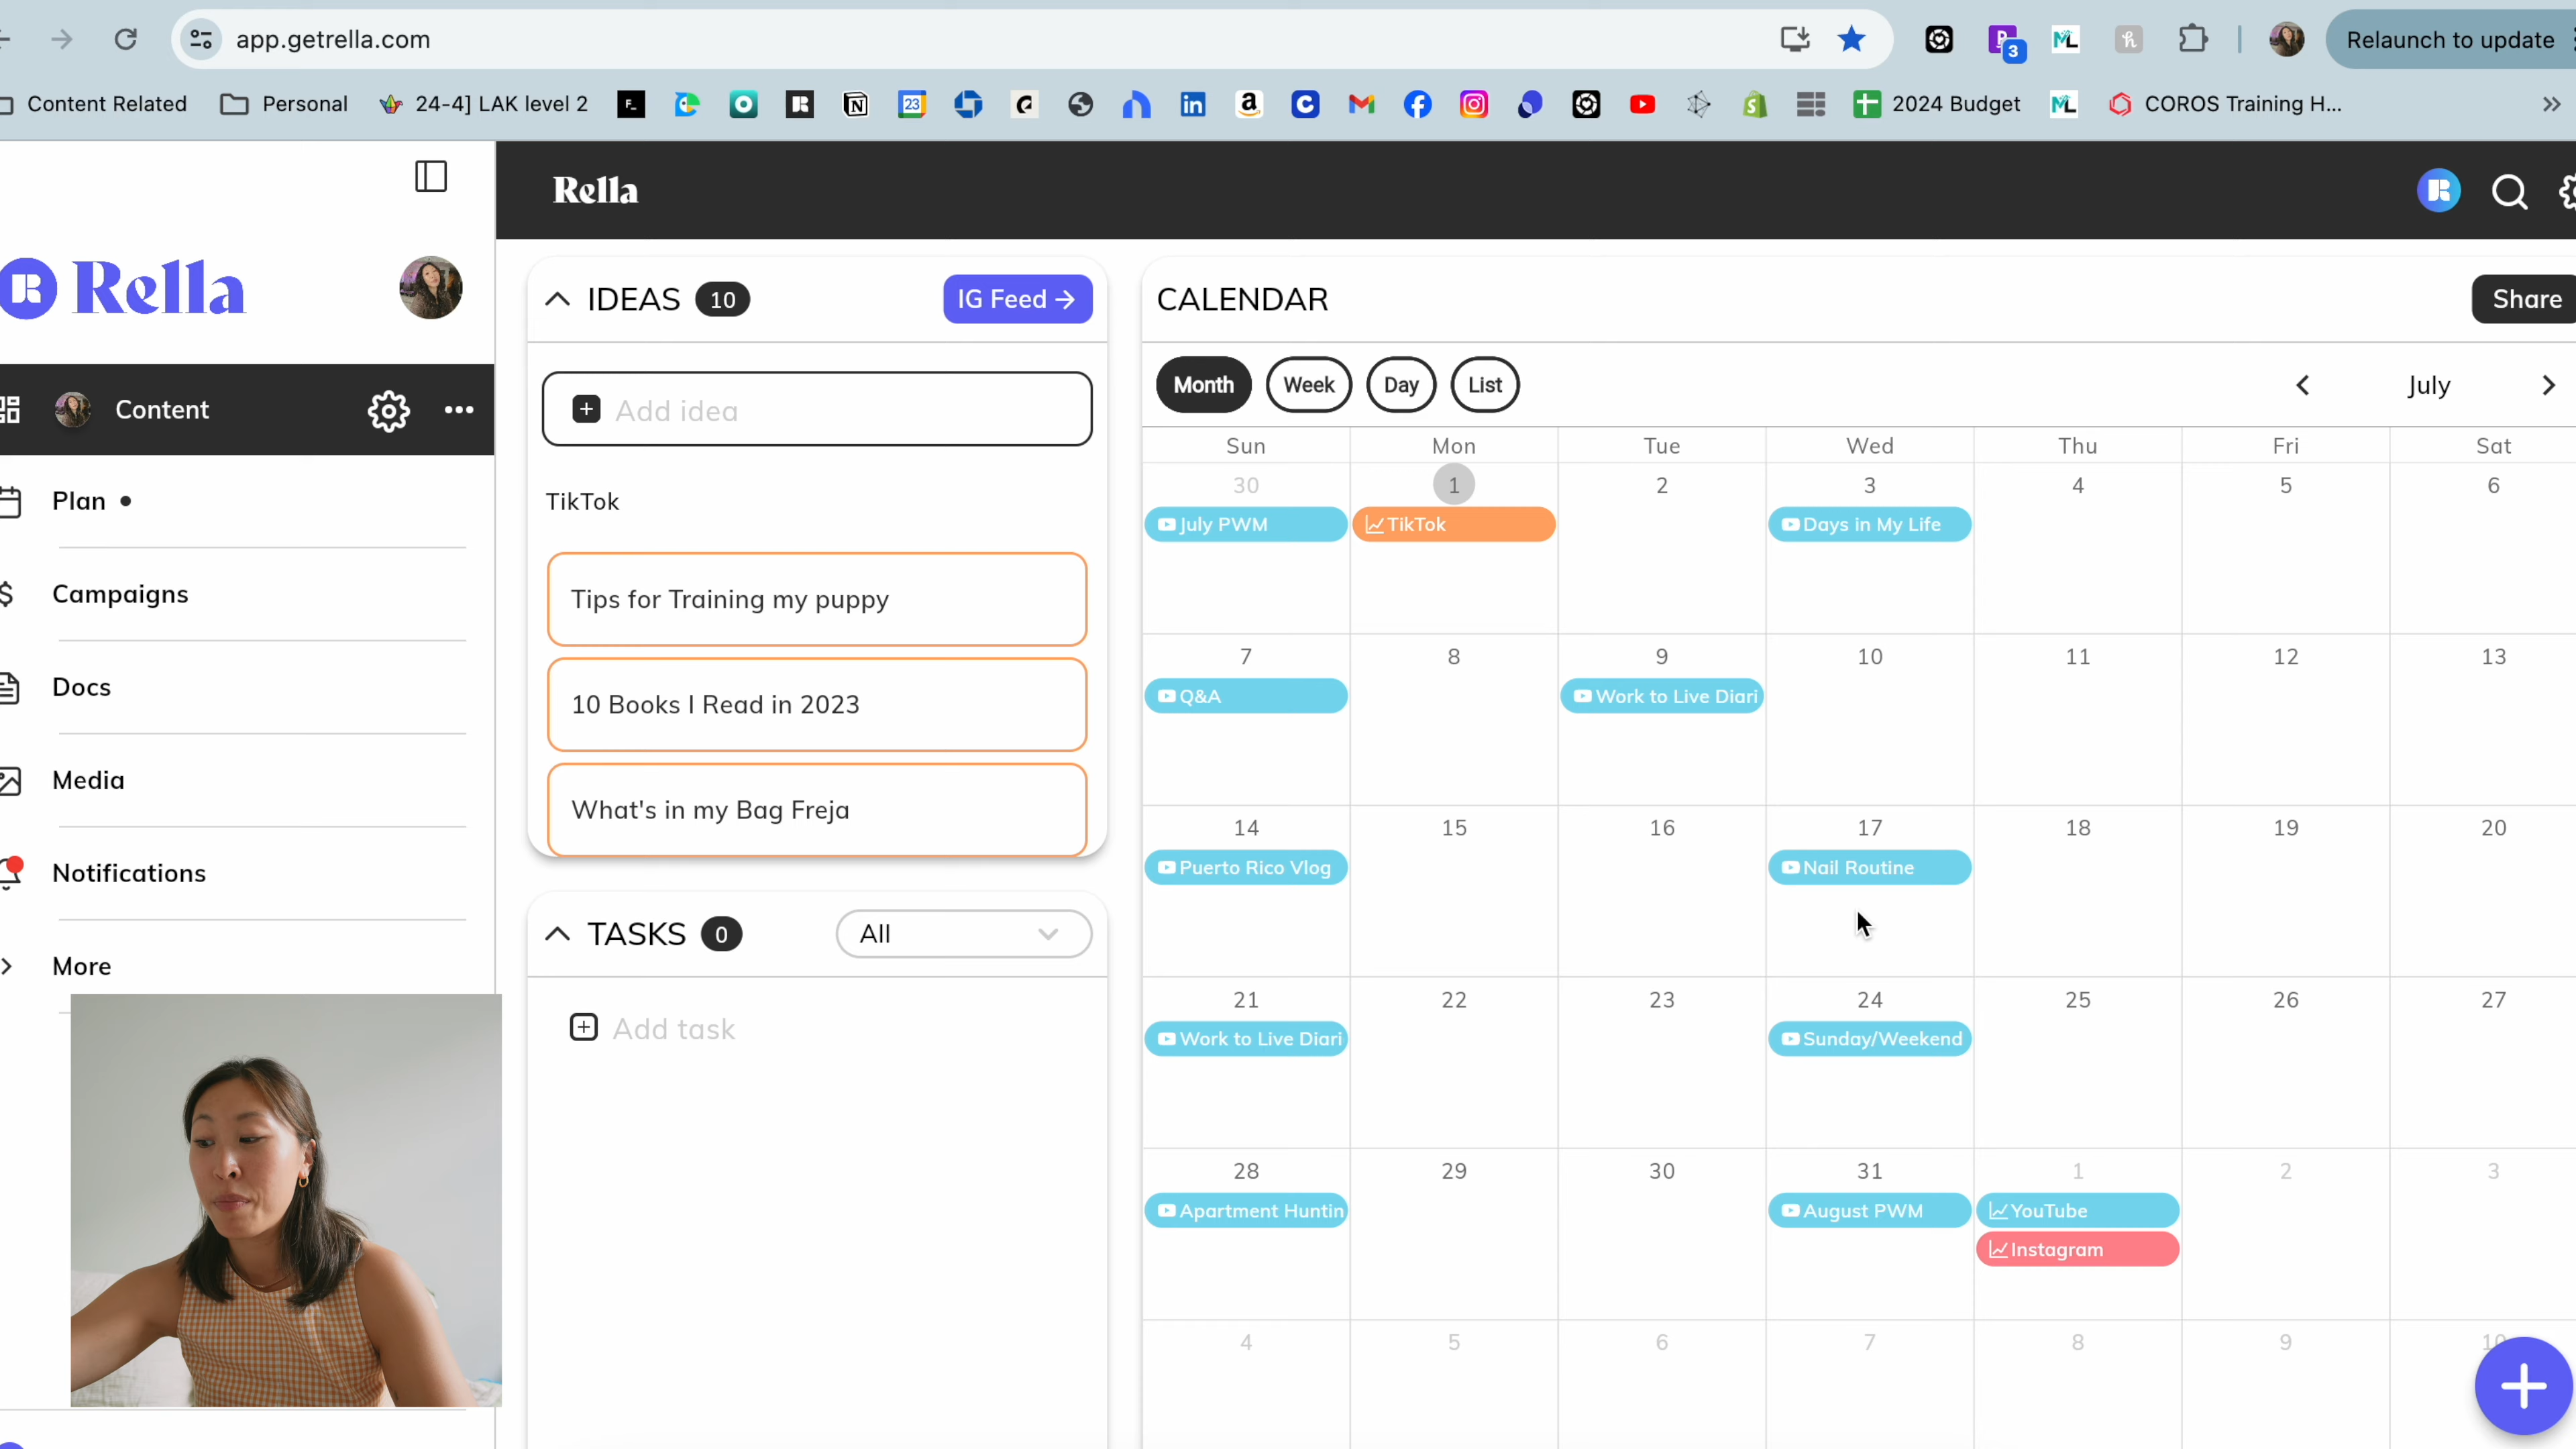 app.getrella.com
3
Relaunch to update
Content Related
Personal
24-4] LAK level 2
23
2024 Budget
COROS Training H...
Rella
Rella
Content
Plan
Campaigns
Docs
Media
Notifications
More
IDEAS 10
IG Feed →
Add idea
TikTok
Tips for Training my puppy
10 Books I Read in 2023
What's in my Bag Freja
TASKS 0
All
Add task
CALENDAR
Share
Month Week Day List
July
Sun Mon Tue Wed Thu Fri Sat
30 1 2 3 4 5 6
July PWM TikTok Days in My Life
7 8 9 10 11 12 13
Q&A Work to Live Diari
14 15 16 17 18 19 20
Puerto Rico Vlog Nail Routine
21 22 23 24 25 26 27
Work to Live Diari Sunday/Weekend
28 29 30 31 1 2 3
Apartment Huntin August PWM YouTube
Instagram
4 5 6 7 8 9 10